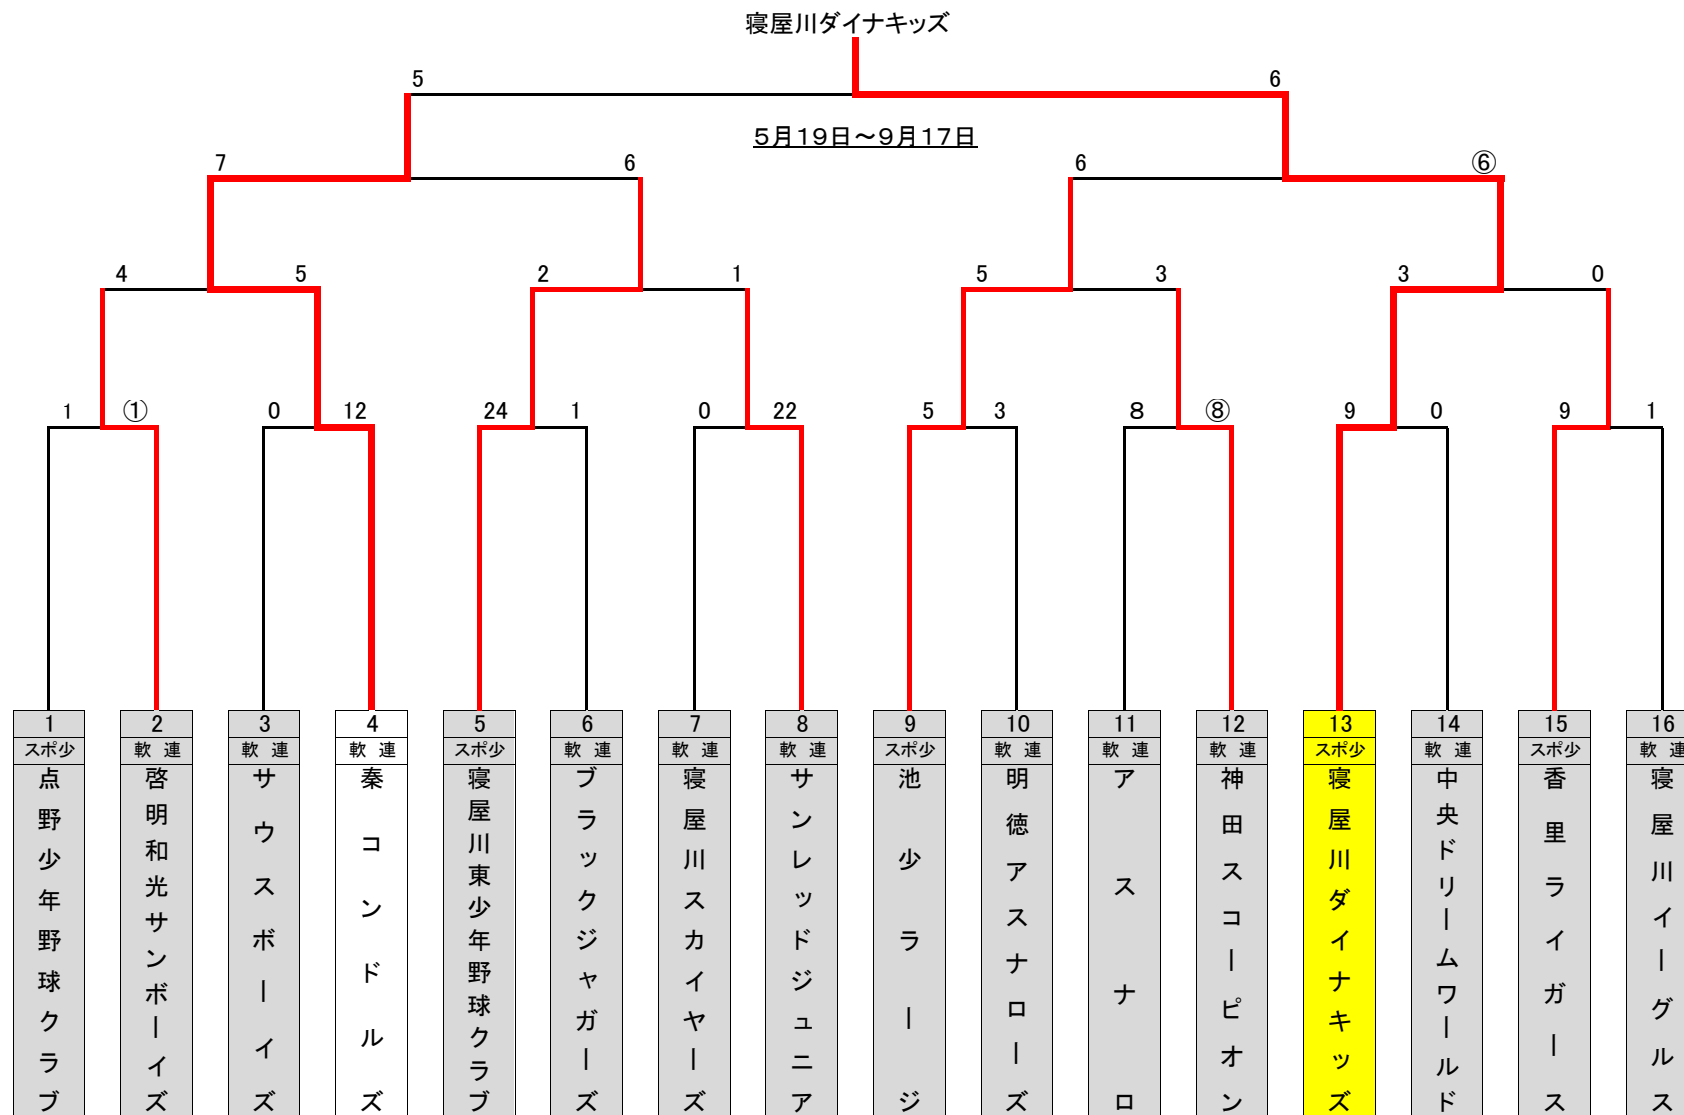 寝屋川ダイナキッズ
5 6
5月19日～9月17日
7 6 6 ⑥
4 5 2 1 5 3 3 0
1 ① 0 12 24 1 0 22 5 3 8 ⑧ 9 0 9 1
1 2 3 4 5 6 7 8 9 10 11 12 13 14 15 16
スポ少 軟連 軟連 軟連 スポ少 軟連 軟連 軟連 スポ少 軟連 軟連 軟連 スポ少 軟連 スポ少 軟連
点野少年野球クラブ
啓明和光サンボーイズ
サウスボーイズ
秦コンドルズ
寝屋川東少年野球クラブ
ブラックジャガーズ
寝屋川スカイヤーズ
サンレッドジュニア
池少ラージ
明徳アスナローズ
アスナロ
神田スコーピオン
寝屋川ダイナキッズ
中央ドリームワールド
香里ライガース
寝屋川イーグルス